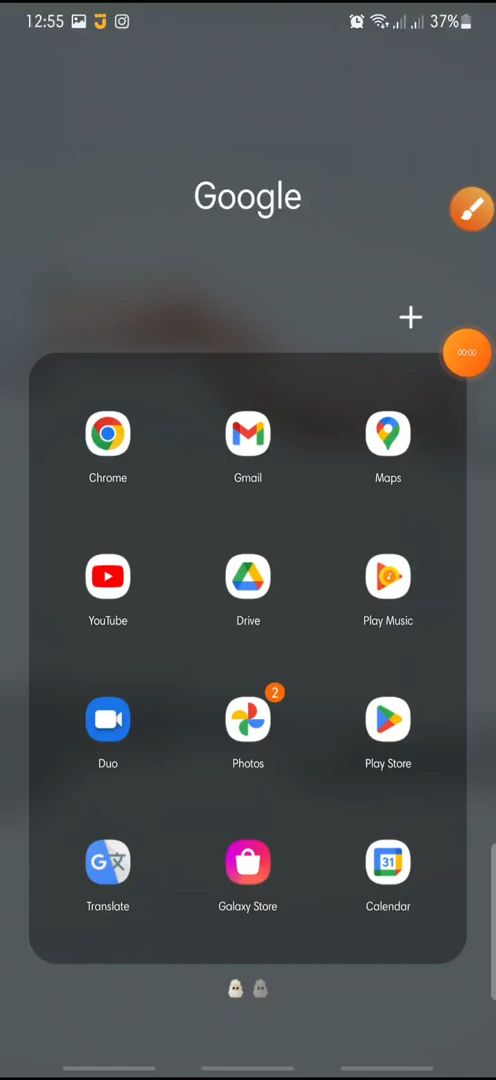 12:55
37%
Google
00:00
Chrome
Gmail
Maps
YouTube
Drive
Play Music
Duo
2
Photos
Play Store
G
Translate
Galaxy Store
31
Calendar